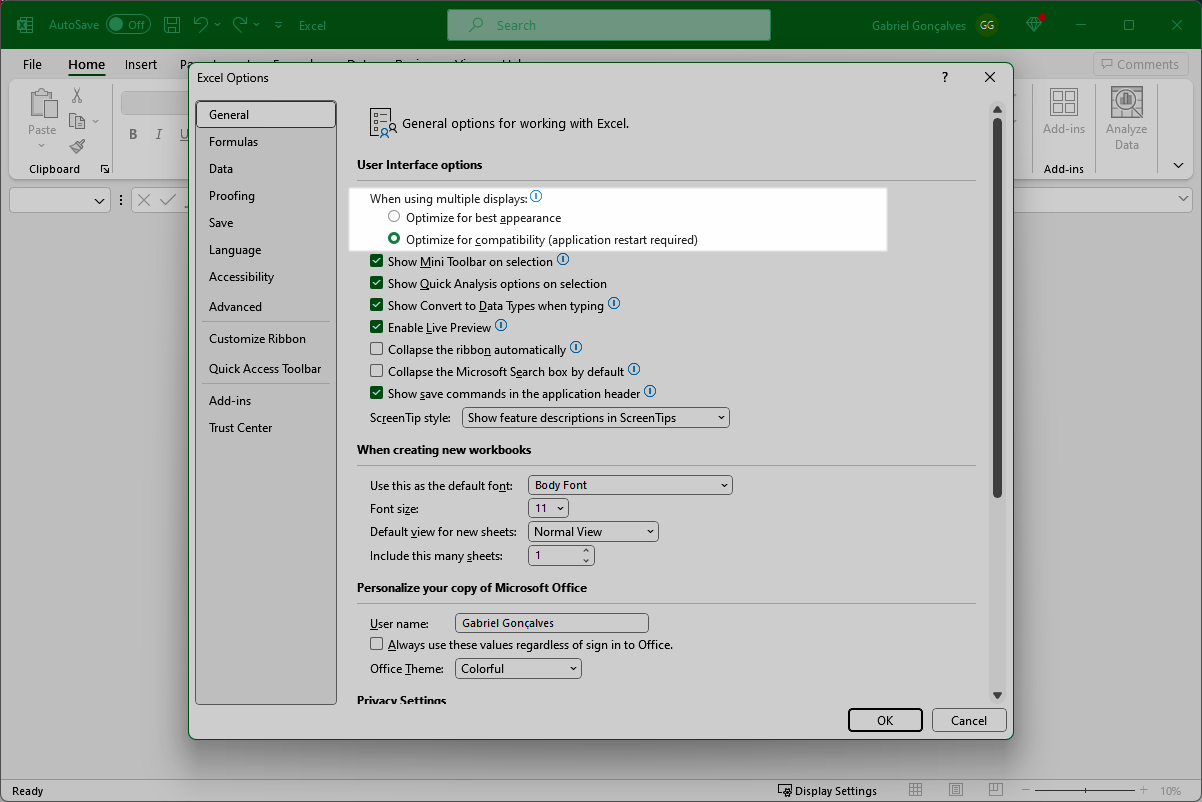 AutoSave Off Excel Search Gabriel Gonçalves GG
File Home Insert Comments
Paste B I U Add-ins Analyze Data
Clipboard Add-ins
Excel Options ?
General
Formulas
Data
Proofing
Save
Language
Accessibility
Advanced
Customize Ribbon
Quick Access Toolbar
Add-ins
Trust Center
General options for working with Excel.
User Interface options
When using multiple displays:
Optimize for best appearance
Optimize for compatibility (application restart required)
Show Mini Toolbar on selection
Show Quick Analysis options on selection
Show Convert to Data Types when typing
Enable Live Preview
Collapse the ribbon automatically
Collapse the Microsoft Search box by default
Show save commands in the application header
ScreenTip style: Show feature descriptions in ScreenTips
When creating new workbooks
Use this as the default font: Body Font
Font size: 11
Default view for new sheets: Normal View
Include this many sheets: 1
Personalize your copy of Microsoft Office
User name: Gabriel Gonçalves
Always use these values regardless of sign in to Office.
Office Theme: Colorful
Privacy Settings
OK Cancel
Ready Display Settings 10%